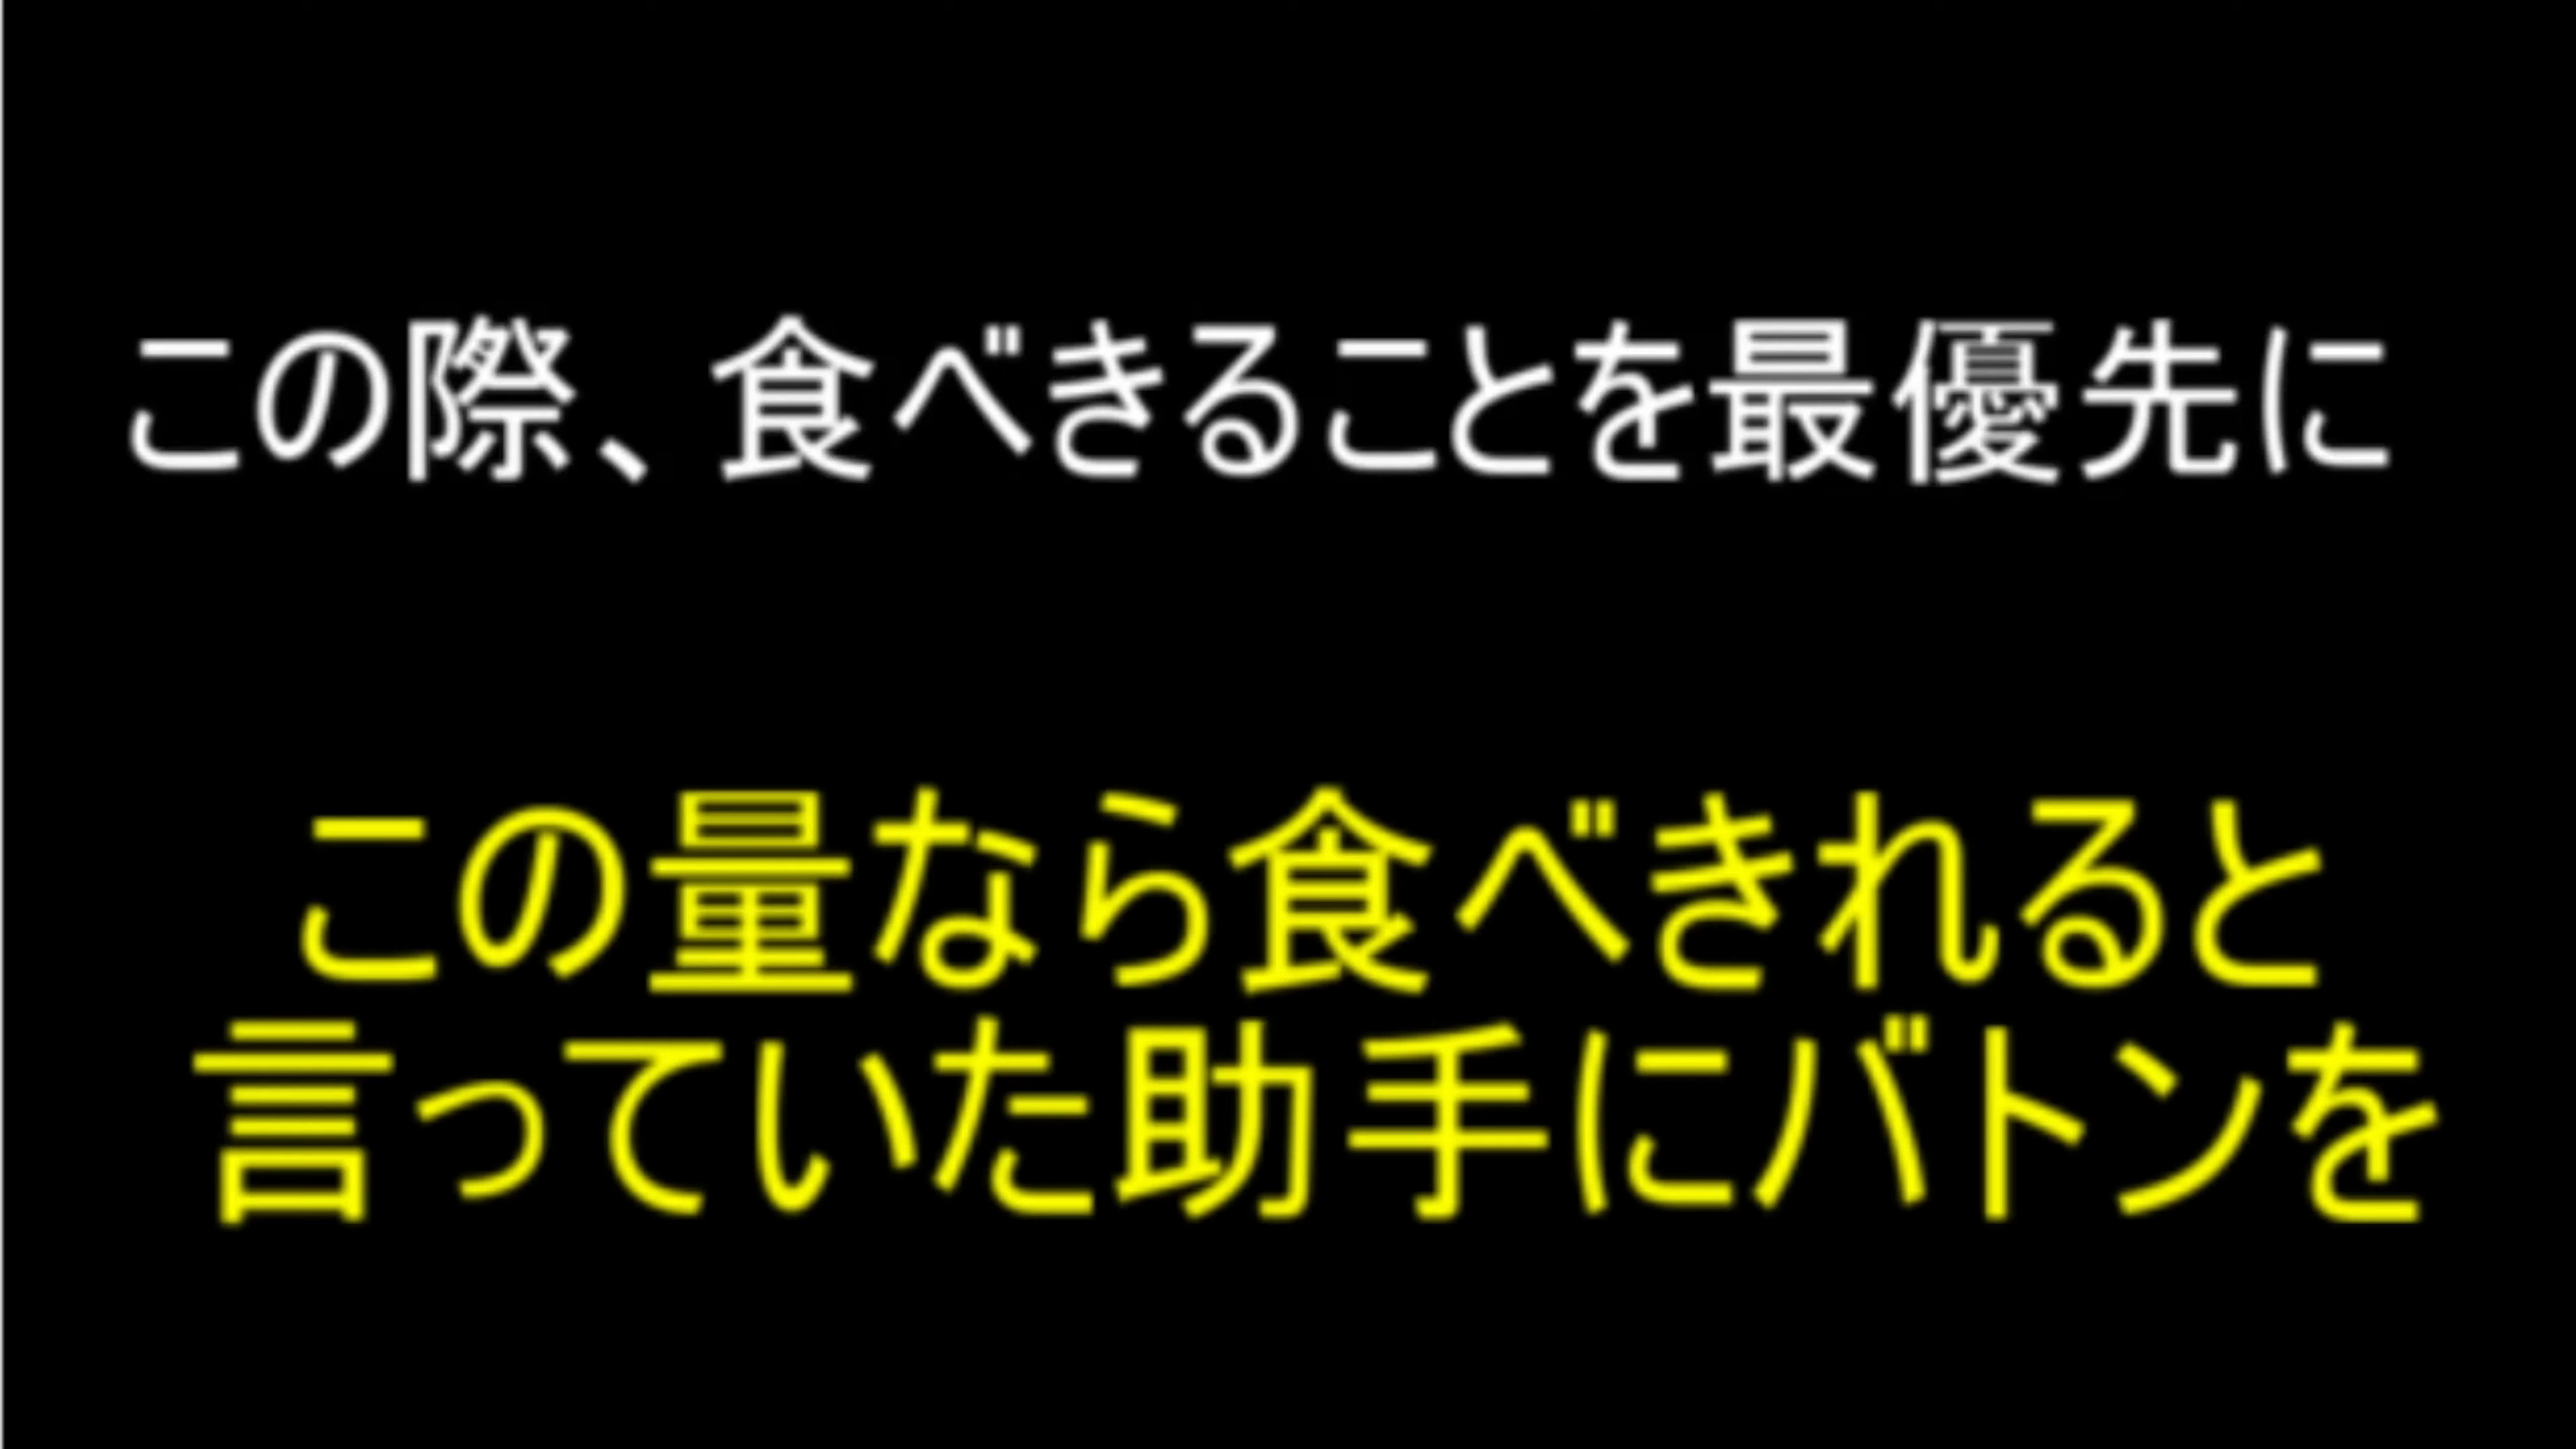 この際、食べきることを最優先に
この量なら食べきれると
言っていた助手にバトンを